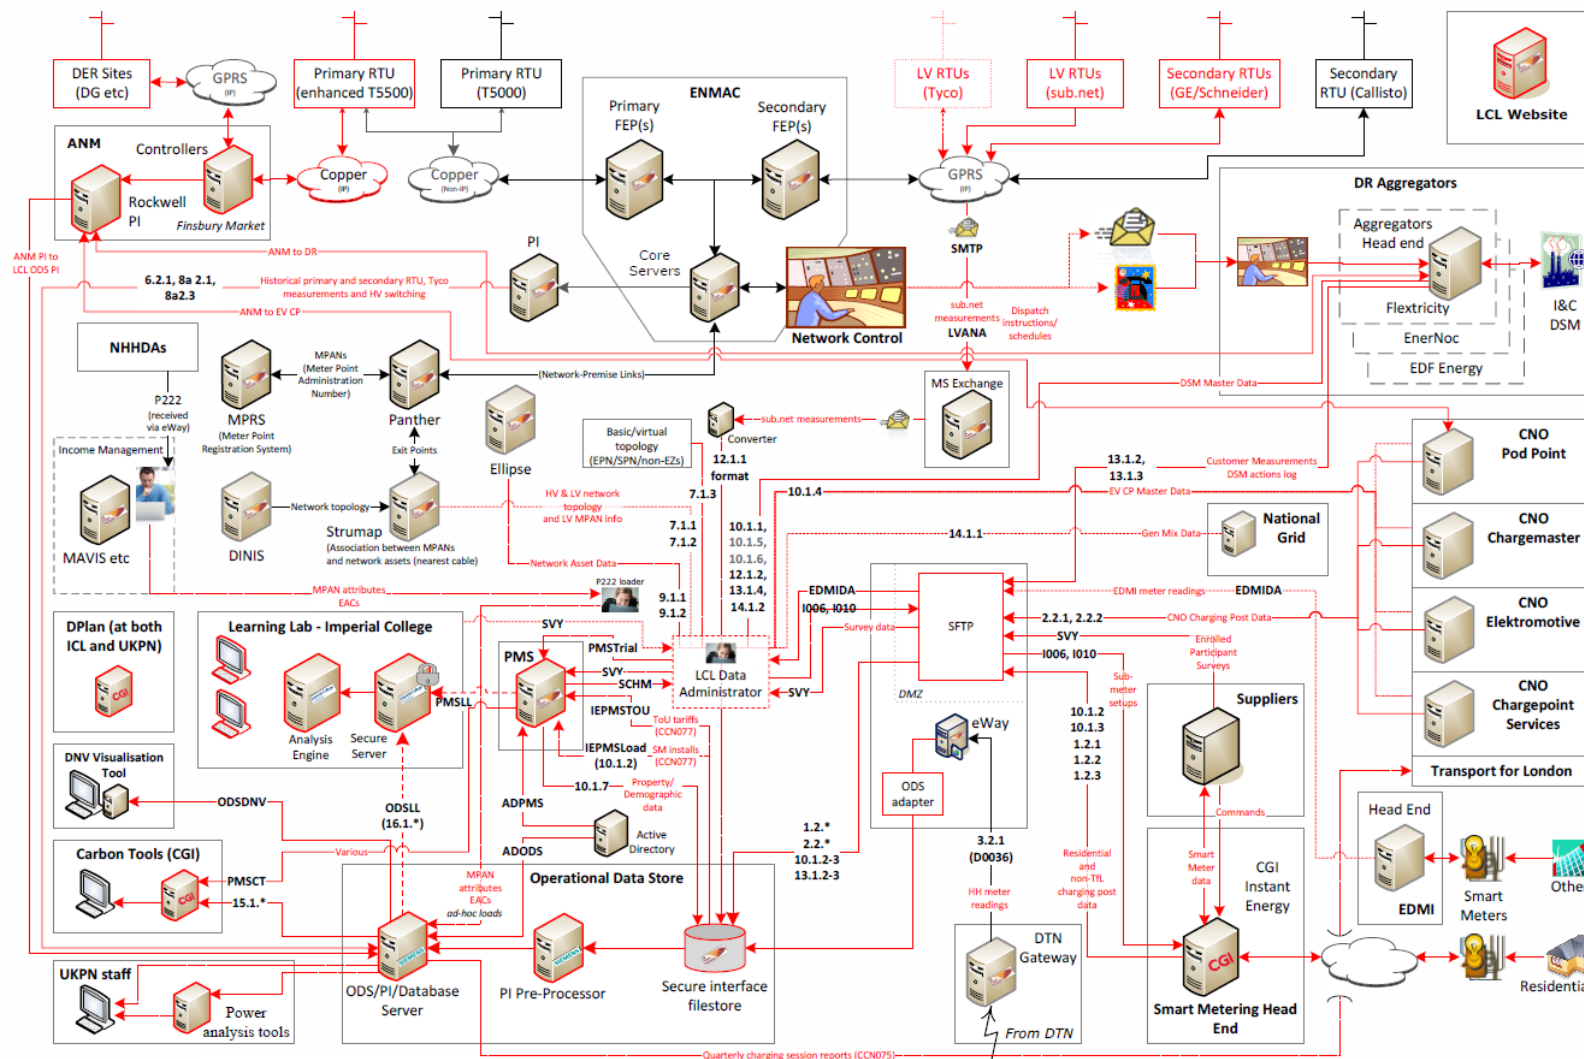 DER Sites
(DG etc)
GPRS
(IP)
Primary RTU
(enhanced T5500)
Primary RTU
(T5000)
ENMAC
Primary
FEP(s)
Secondary
FEP(s)
LV RTUs
(Tyco)
LV RTUs
(sub.net)
Secondary RTUs
(GE/Schneider)
Secondary
RTU (Callisto)
LCL Website
ANM
Controllers
Rockwell
PI
Finsbury Market
Copper
(IP)
Copper
(Non-IP)
GPRS
(IP)
SMTP
DR Aggregators
Aggregators
Head end
Flextricity
EnerNoc
EDF Energy
I&C
DSM
ANM PI to
LCL ODS PI
ANM to DR
6.2.1, 8a 2.1,
8a2.3
Historical primary and secondary RTU, Tyco
measurements and HV switching
ANM to EV CP
PI
Core
Servers
Network Control
sub.net
measurements
LVANA
Dispatch
instructions/
schedules
NHHDAs
P222
(received
via eWay)
MPRS
(Meter Point
Registration System)
MPANs
(Meter Point
Administration
Number)
Panther
(Network-Premise Links)
Exit Points
Ellipse
Basic/virtual
topology
(EPN/SPN/non-EZs)
Converter
sub.net measurements
MS Exchange
12.1.1
format
DSM Master Data
CNO
Pod Point
Income Management
MAVIS etc
DINIS
Network topology
Strumap
(Association between MPANs
and network assets (nearest cable)
HV & LV network
topology
and LV MPAN info
7.1.3
7.1.1
7.1.2
10.1.4
EV CP Master Data
13.1.2,
13.1.3
Customer Measurements
DSM actions log
10.1.1,
10.1.5,
10.1.6,
12.1.2,
13.1.4,
14.1.2
14.1.1
Gen Mix Data
National
Grid
CNO
Chargemaster
Network Asset Data
P222 loader
9.1.1
9.1.2
MPAN attributes
EACs
EDMIDA
I006, I010
Survey data
SFTP
DMZ
EDMI meter readings
EDMIDA
2.2.1, 2.2.2
CNO Charging Post Data
SVY
I006, I010
Enrolled
Participant
Surveys
CNO
Elektromotive
CNO
Chargepoint
Services
Transport for London
DPlan (at both
ICL and UKPN)
CGI
Learning Lab - Imperial College
Analysis
Engine
Secure
Server
PMS
SVY
PMSTrial
SVY
SCHM
PMSLL
IEPMSTOU
ToU tariffs
(CCN077)
IEPMSLoad
(10.1.2)
SM installs
(CCN077)
10.1.7
Property/
Demographic
data
LCL Data
Administrator
SVY
eWay
ODS
adapter
Sub-
meter
setups
Suppliers
10.1.2
10.1.3
1.2.1
1.2.2
1.2.3
Commands
Smart
Meter
data
DNV Visualisation
Tool
ODSDNV
ODSLL
(16.1.*)
ADPMS
ADODS
Active
Directory
1.2.*
2.2.*
10.1.2-3
13.1.2-3
3.2.1
(D0036)
HH meter
readings
Residential
and
non-TfL
charging post
data
CGI
Instant
Energy
Head End
EDMI
Smart
Meters
Other
Carbon Tools (CGI)
CGI
Various
PMSCT
15.1.*
MPAN
attributes
EACs
ad-hoc loads
Operational Data Store
SIEMENS
ODS/PI/Database
Server
SIEMENS
PI Pre-Processor
Secure interface
filestore
DTN
Gateway
From DTN
CGI
Smart Metering Head
End
Residential
UKPN staff
Power
analysis tools
Quarterly charging session reports (CCN075)